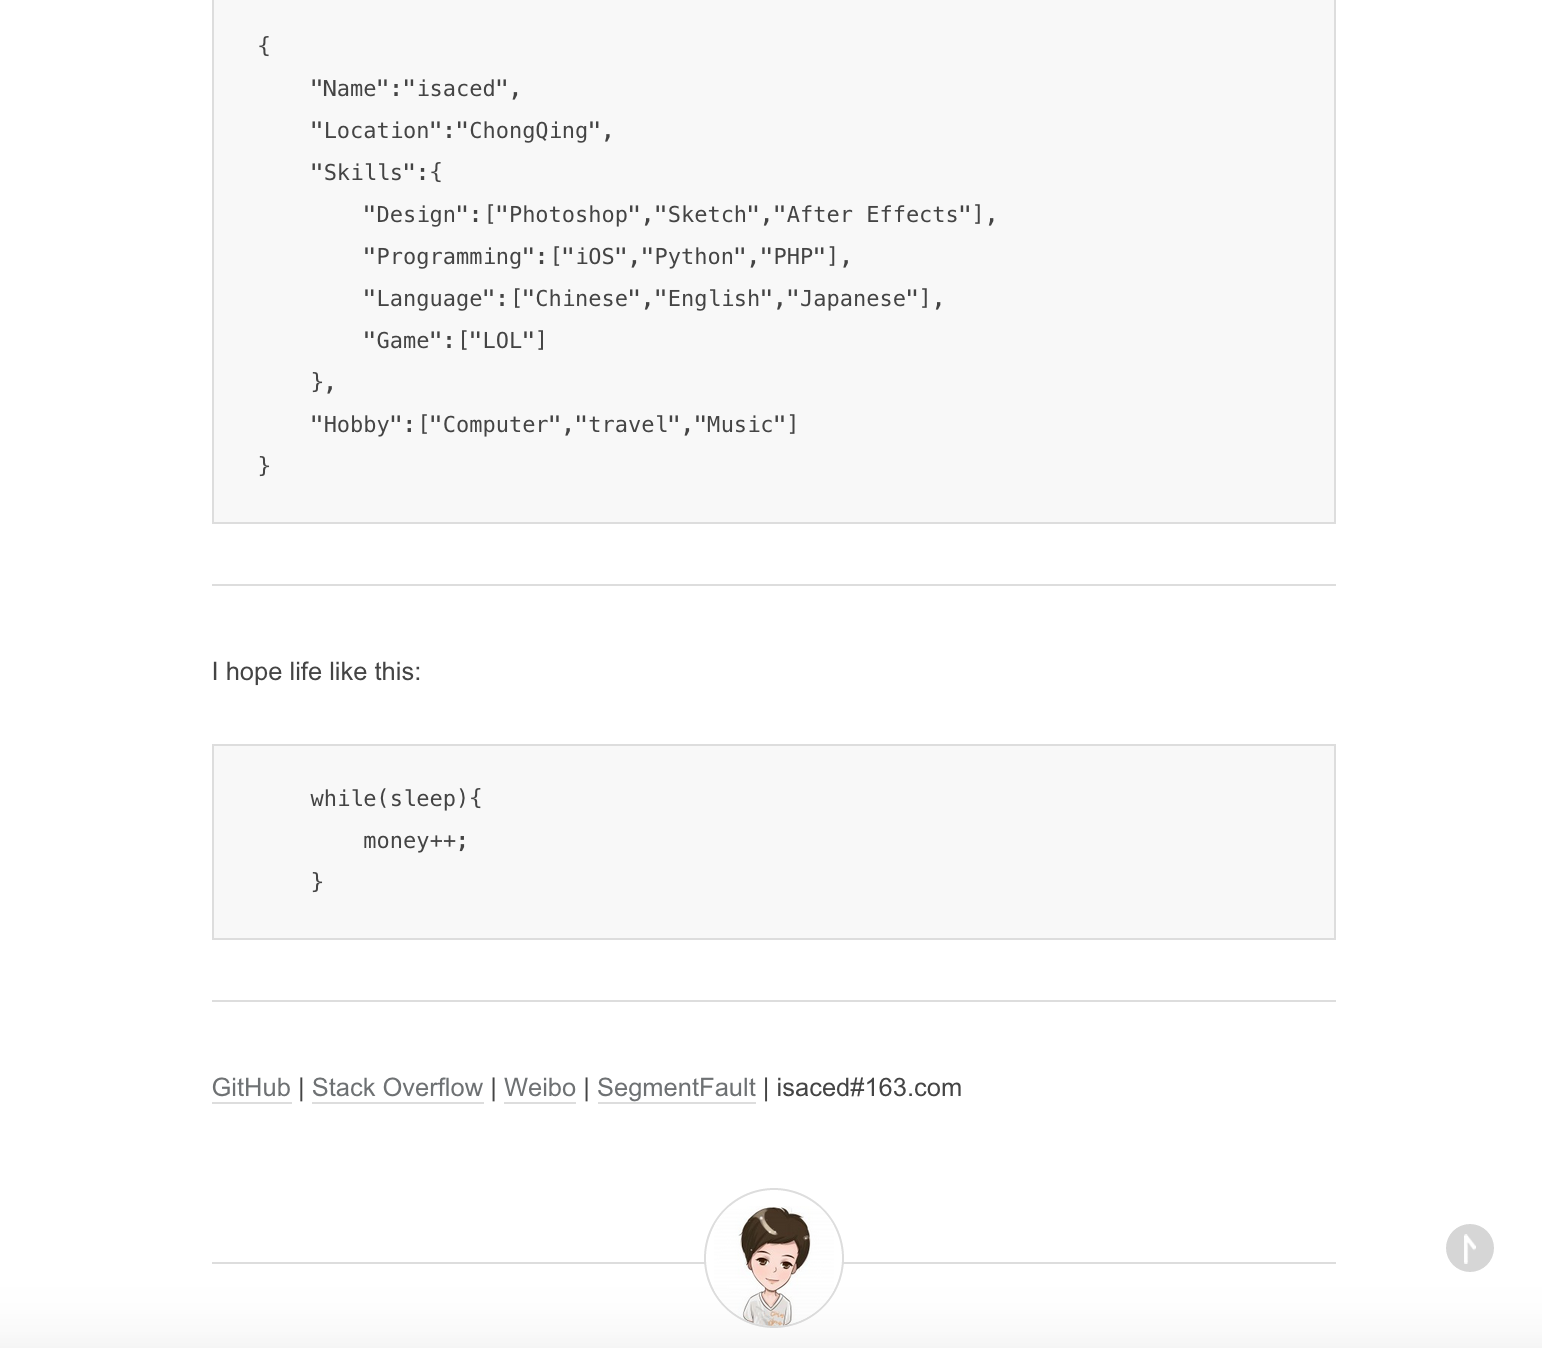 {
    "Name":"isaced",
    "Location":"ChongQing",
    "Skills":{
        "Design":["Photoshop","Sketch","After Effects"],
        "Programming":["iOS","Python","PHP"],
        "Language":["Chinese","English","Japanese"],
        "Game":["LOL"]
    },
    "Hobby":["Computer","travel","Music"]
}
I hope life like this:
    while(sleep){
        money++;
    }
GitHub | Stack Overflow | Weibo | SegmentFault | isaced#163.com